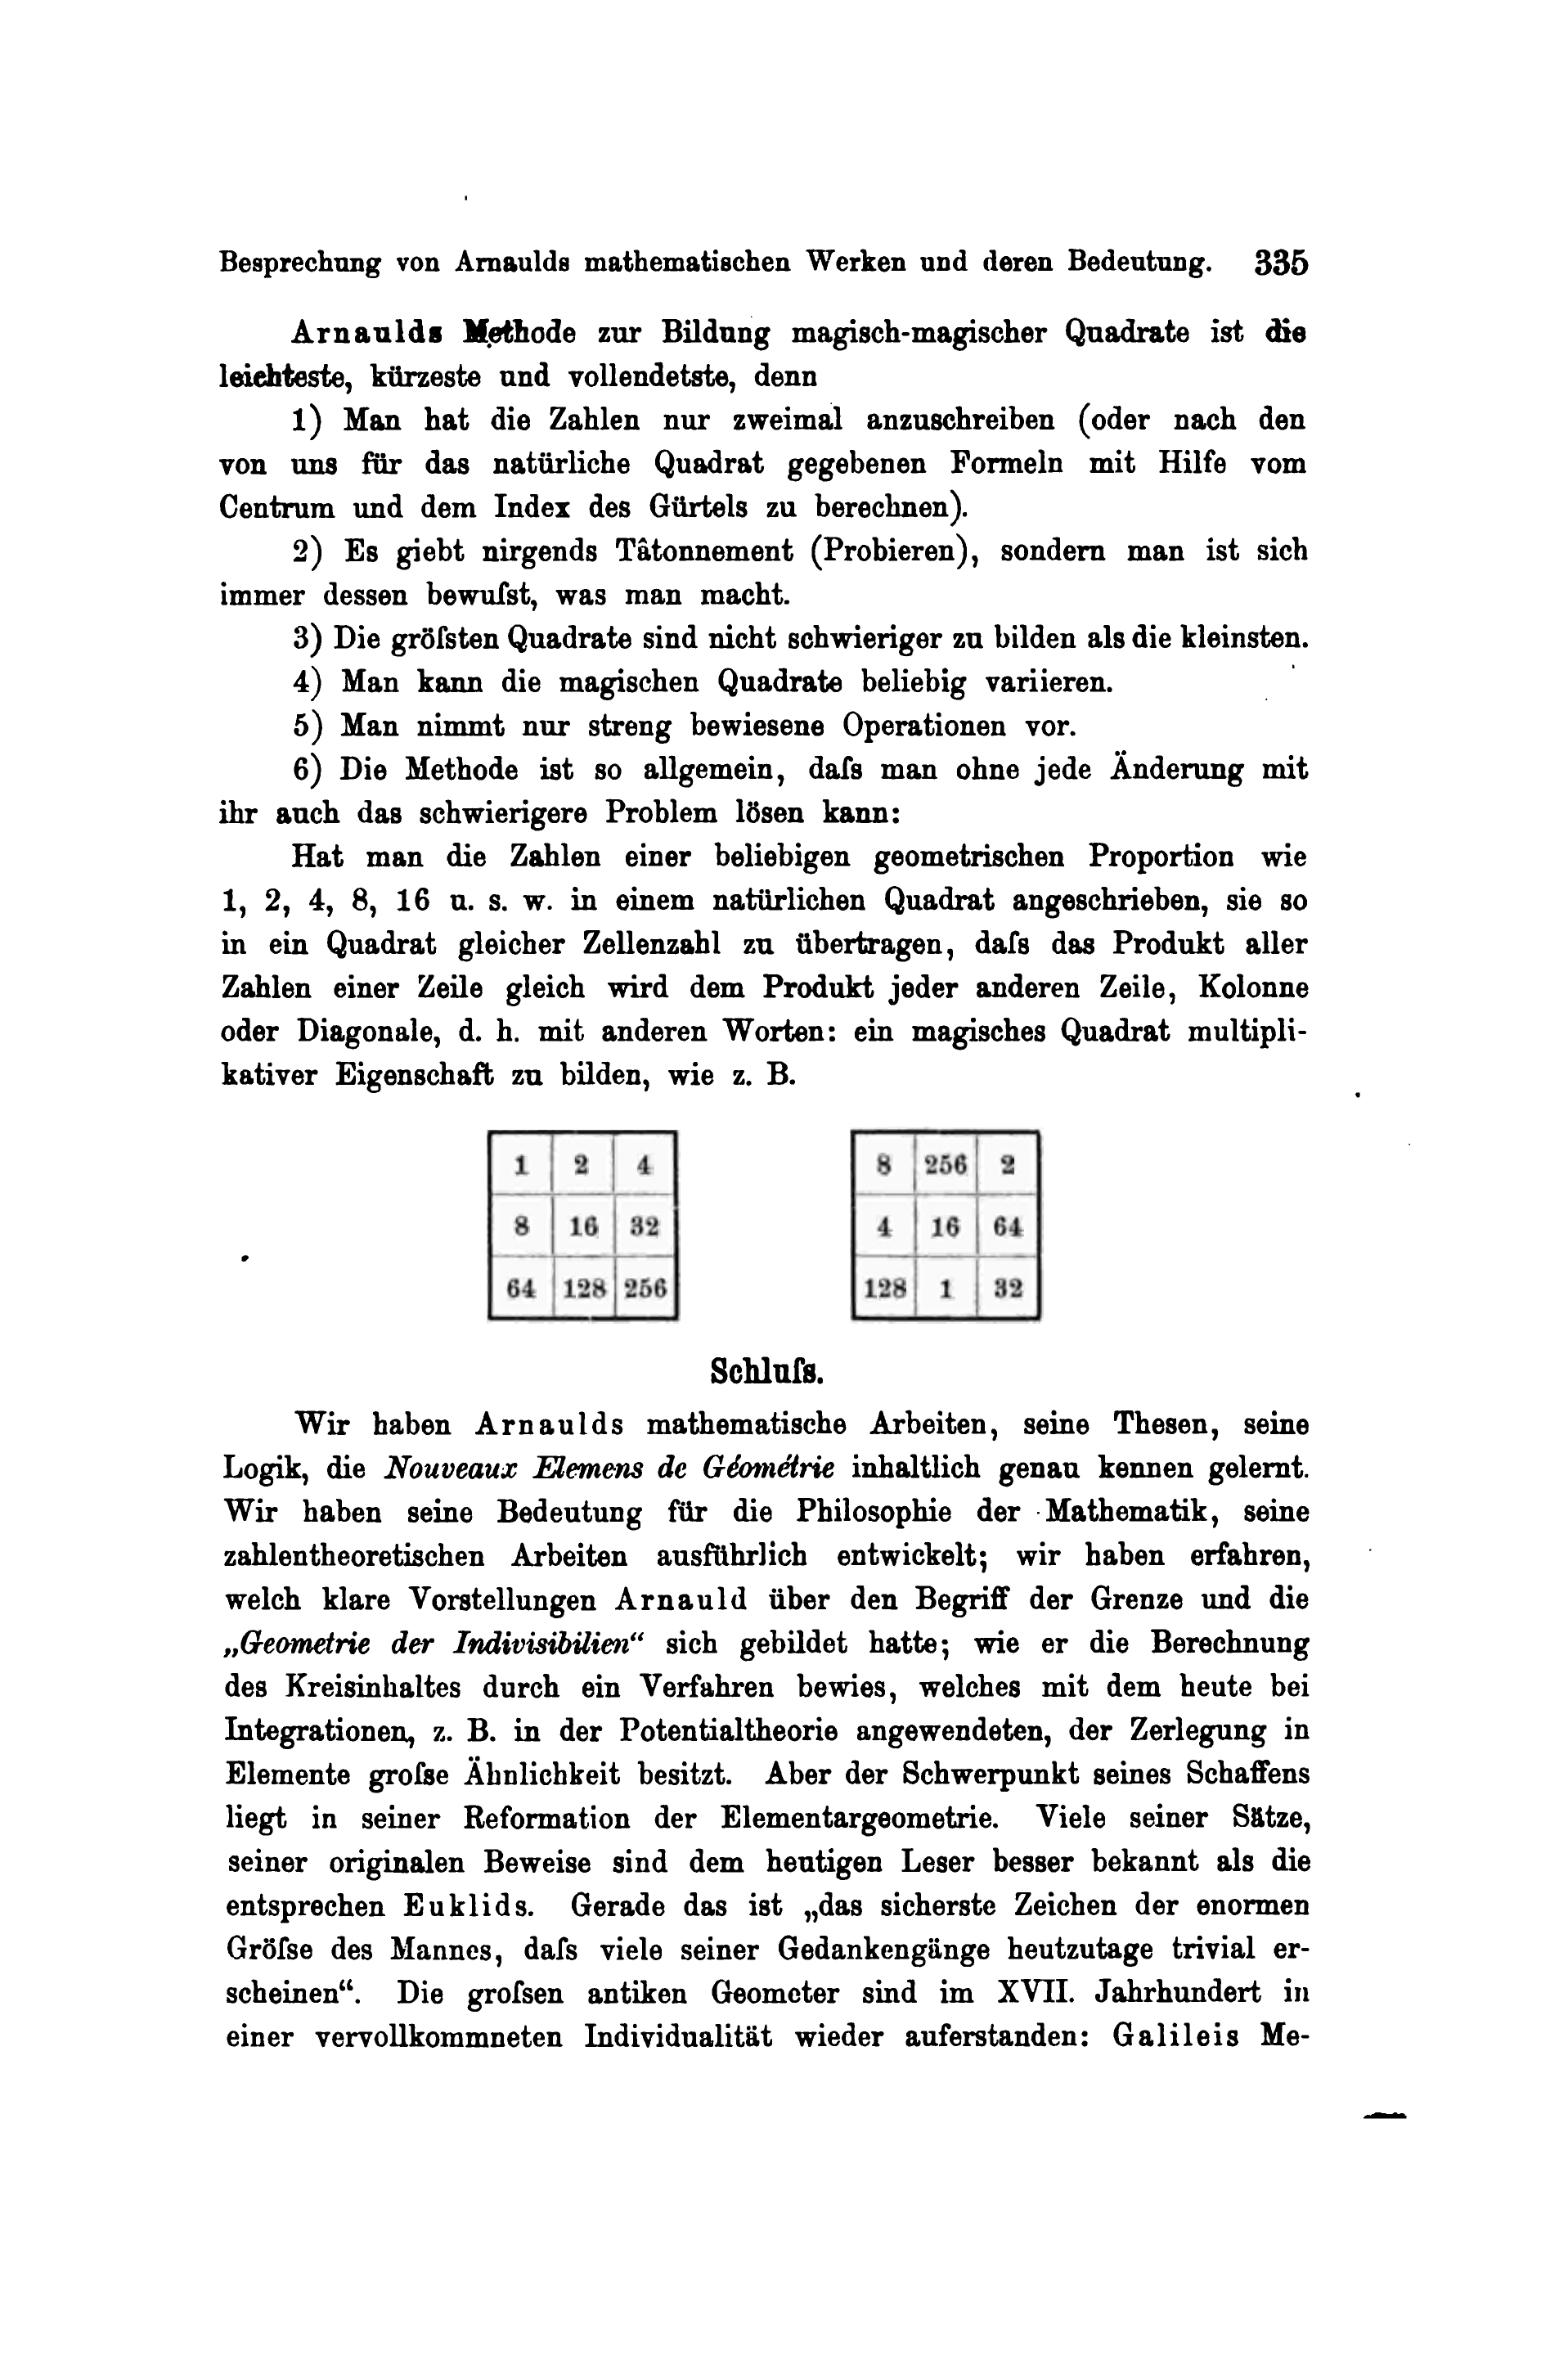 Besprechung von Arnaulds mathematischen Werken und deren Bedeutung. 335
Arnaulds Methode zur Bildung magisch-magischer Quadrate ist die
leichteste, kürzeste und vollendetste, denn
1) Man hat die Zahlen nur zweimal anzuschreiben (oder nach den
von uns für das natürliche Quadrat gegebenen Formeln mit Hilfe vom
Centrum und dem Index des Gürtels zu berechnen).
2) Es giebt nirgends Tâtonnement (Probieren), sondern man ist sich
immer dessen bewuſst, was man macht.
3) Die gröſsten Quadrate sind nicht schwieriger zu bilden als die kleinsten.
4) Man kann die magischen Quadrate beliebig variieren.
5) Man nimmt nur streng bewiesene Operationen vor.
6) Die Methode ist so allgemein, daſs man ohne jede Änderung mit
ihr auch das schwierigere Problem lösen kann:
Hat man die Zahlen einer beliebigen geometrischen Proportion wie
1, 2, 4, 8, 16 u. s. w. in einem natürlichen Quadrat angeschrieben, sie so
in ein Quadrat gleicher Zellenzahl zu übertragen, daſs das Produkt aller
Zahlen einer Zeile gleich wird dem Produkt jeder anderen Zeile, Kolonne
oder Diagonale, d. h. mit anderen Worten: ein magisches Quadrat multipli-
kativer Eigenschaft zu bilden, wie z. B.
1 2 4
8 16 32
64 128 256
8 256 2
4 16 64
128 1 32
Schluſs.
Wir haben Arnaulds mathematische Arbeiten, seine Thesen, seine
Logik, die Nouveaux Elemens de Géométrie inhaltlich genau kennen gelernt.
Wir haben seine Bedeutung für die Philosophie der Mathematik, seine
zahlentheoretischen Arbeiten ausführlich entwickelt; wir haben erfahren,
welch klare Vorstellungen Arnauld über den Begriff der Grenze und die
„Geometrie der Indivisibilien“ sich gebildet hatte; wie er die Berechnung
des Kreisinhaltes durch ein Verfahren bewies, welches mit dem heute bei
Integrationen, z. B. in der Potentialtheorie angewendeten, der Zerlegung in
Elemente groſse Ähnlichkeit besitzt. Aber der Schwerpunkt seines Schaffens
liegt in seiner Reformation der Elementargeometrie. Viele seiner Sätze,
seiner originalen Beweise sind dem heutigen Leser besser bekannt als die
entsprechen Euklids. Gerade das ist „das sicherste Zeichen der enormen
Gröſse des Mannes, daſs viele seiner Gedankengänge heutzutage trivial er-
scheinen“. Die groſsen antiken Geometer sind im XVII. Jahrhundert in
einer vervollkommneten Individualität wieder auferstanden: Galileis Me-